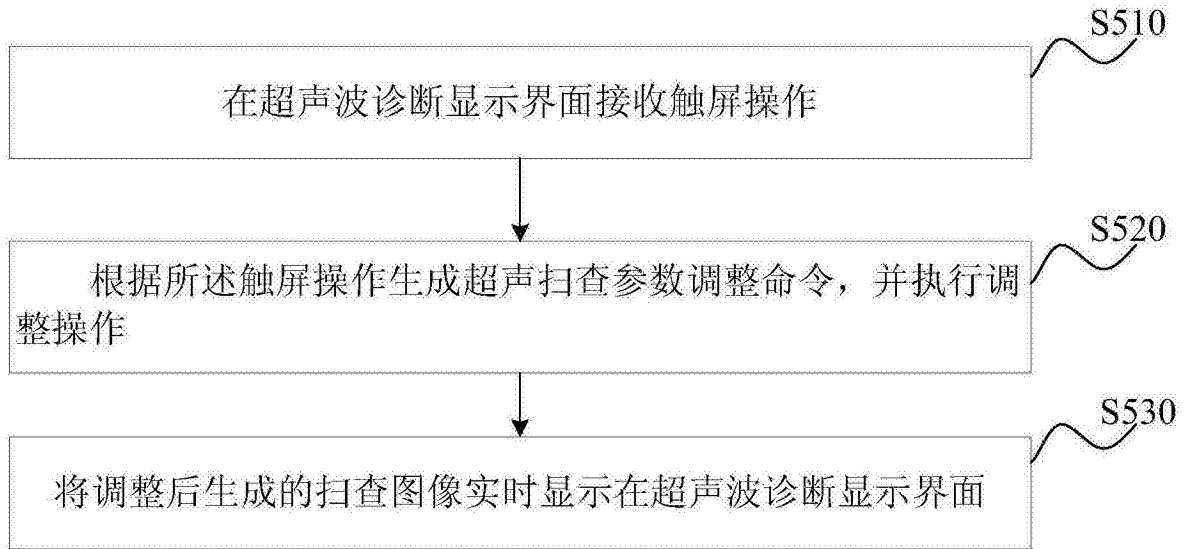 S510
在超声波诊断显示界面接收触屏操作
S520
根据所述触屏操作生成超声扫查参数调整命令，并执行调
整操作
S530
将调整后生成的扫查图像实时显示在超声波诊断显示界面